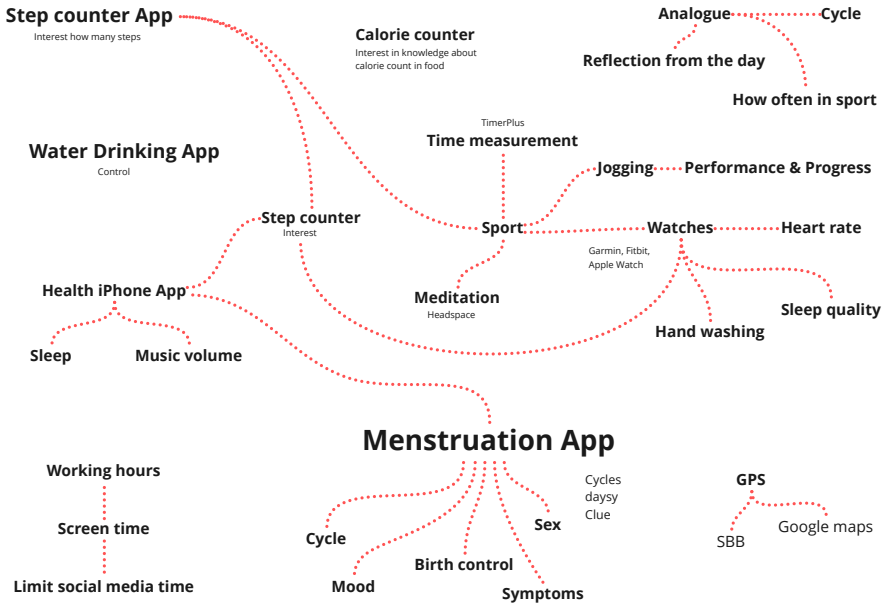 Step counter App
Interest how many steps
Calorie counter
Interest in knowledge about
calorie count in food
Analogue
Cycle
Reflection from the day
How often in sport
Water Drinking App
Control
TimerPlus
Time measurement
Jogging
Performance & Progress
Step counter
Interest
Sport
Watches
Heart rate
Garmin, Fitbit,
Apple Watch
Health iPhone App
Meditation
Headspace
Sleep quality
Hand washing
Sleep
Music volume
Menstruation App
Working hours
Screen time
Limit social media time
Cycles
daysy
Clue
Cycle
Mood
Birth control
Symptoms
Sex
GPS
SBB
Google maps